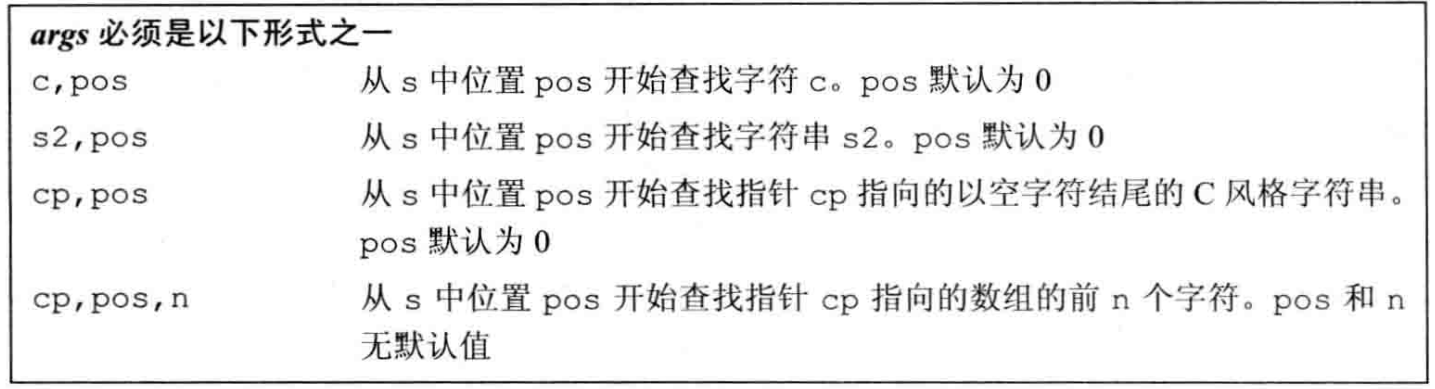 args 必须是以下形式之一
c,pos 从 s 中位置 pos 开始查找字符 c。pos 默认为 0
s2,pos 从 s 中位置 pos 开始查找字符串 s2。pos 默认为 0
cp,pos 从 s 中位置 pos 开始查找指针 cp 指向的以空字符结尾的 C 风格字符串。
pos 默认为 0
cp,pos,n 从 s 中位置 pos 开始查找指针 cp 指向的数组的前 n 个字符。pos 和 n
无默认值